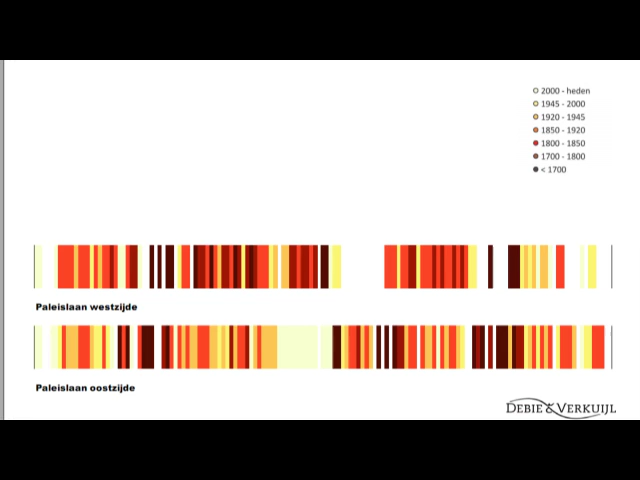 2000 - heden
1945 - 2000
1920 - 1945
1850 - 1920
1800 - 1850
1700 - 1800
< 1700
Paleislaan westzijde
Paleislaan oostzijde
DEBIE & VERKUIJL